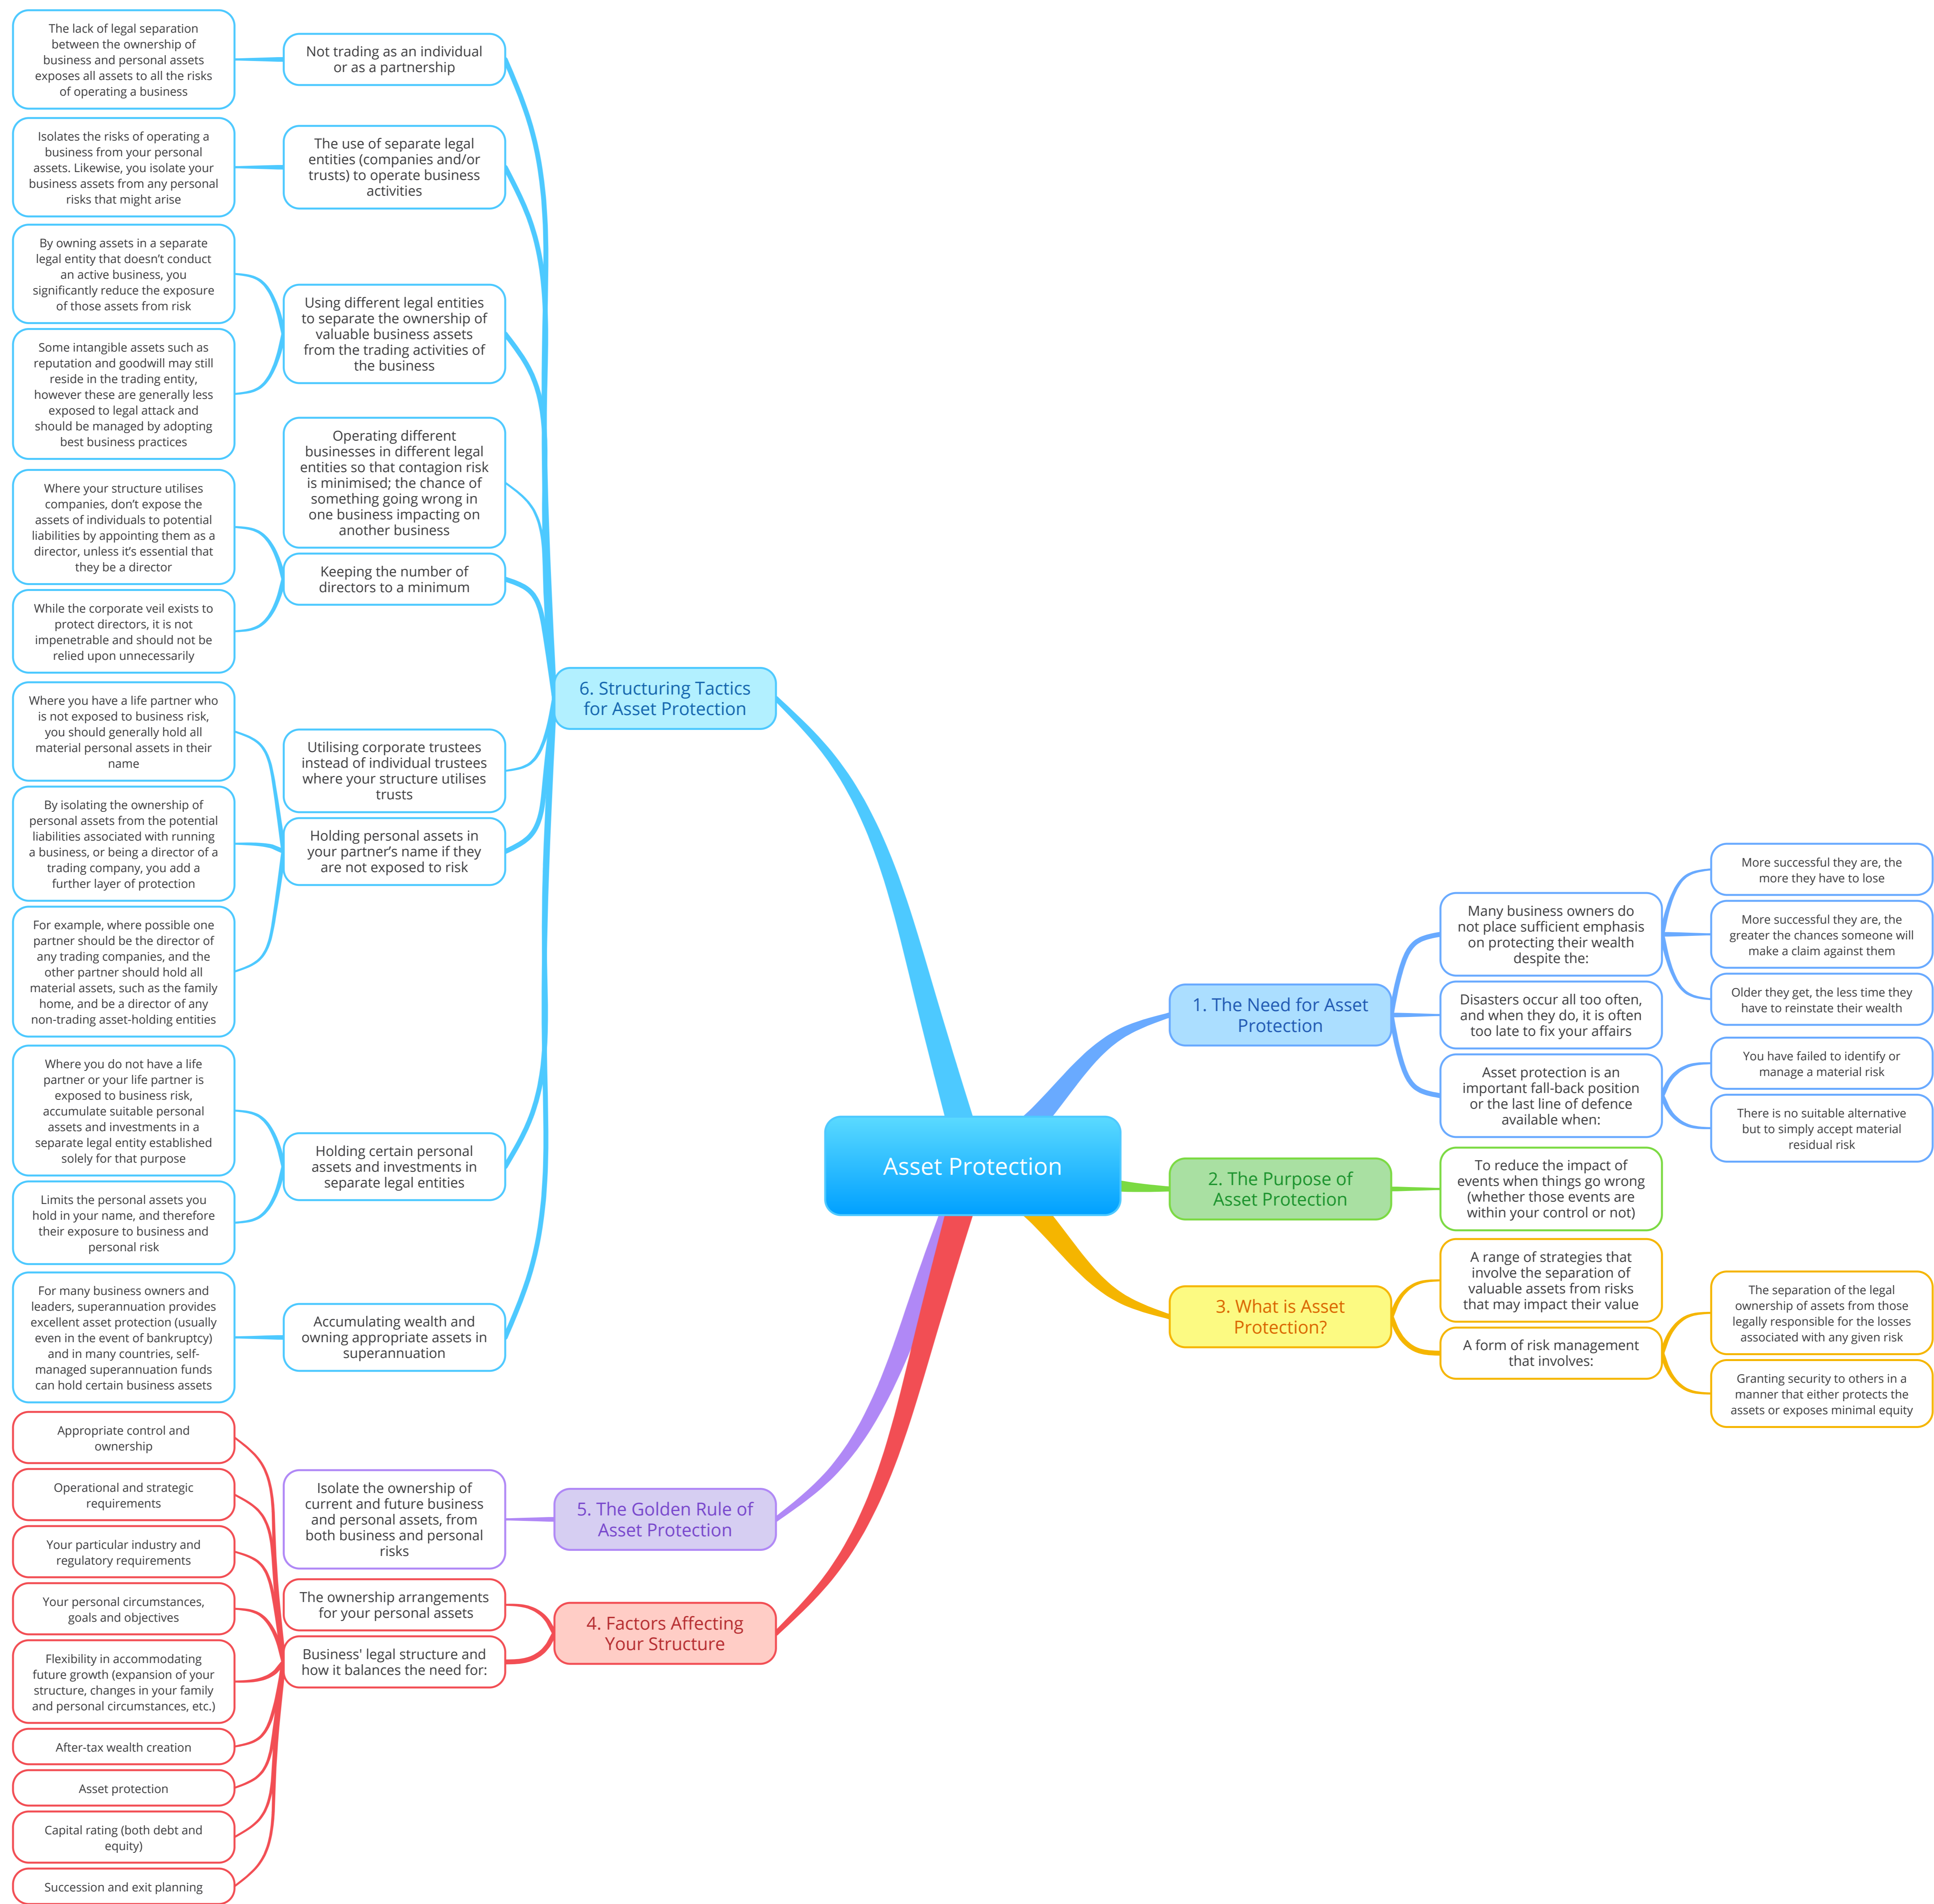 Asset Protection
1. The Need for Asset
Protection
Many business owners do
not place sufficient emphasis
on protecting their wealth
despite the:
More successful they are, the
more they have to lose
More successful they are, the
greater the chances someone will
make a claim against them
Older they get, the less time they
have to reinstate their wealth
Disasters occur all too often,
and when they do, it is often
too late to fix your affairs
Asset protection is an
important fall-back position
or the last line of defence
available when:
You have failed to identify or
manage a material risk
There is no suitable alternative
but to simply accept material
residual risk
2. The Purpose of
Asset Protection
To reduce the impact of
events when things go wrong
(whether those events are
within your control or not)
3. What is Asset
Protection?
A range of strategies that
involve the separation of
valuable assets from risks
that may impact their value
A form of risk management
that involves:
The separation of the legal
ownership of assets from those
legally responsible for the losses
associated with any given risk
Granting security to others in a
manner that either protects the
assets or exposes minimal equity
4. Factors Affecting
Your Structure
The ownership arrangements
for your personal assets
Business' legal structure and
how it balances the need for:
Appropriate control and
ownership
Operational and strategic
requirements
Your particular industry and
regulatory requirements
Your personal circumstances,
goals and objectives
Flexibility in accommodating
future growth (expansion of your
structure, changes in your family
and personal circumstances, etc.)
After-tax wealth creation
Asset protection
Capital rating (both debt and
equity)
Succession and exit planning
5. The Golden Rule of
Asset Protection
Isolate the ownership of
current and future business
and personal assets, from
both business and personal
risks
6. Structuring Tactics
for Asset Protection
Not trading as an individual
or as a partnership
The lack of legal separation
between the ownership of
business and personal assets
exposes all assets to all the risks
of operating a business
The use of separate legal
entities (companies and/or
trusts) to operate business
activities
Isolates the risks of operating a
business from your personal
assets. Likewise, you isolate your
business assets from any personal
risks that might arise
Using different legal entities
to separate the ownership of
valuable business assets
from the trading activities of
the business
By owning assets in a separate
legal entity that doesn’t conduct
an active business, you
significantly reduce the exposure
of those assets from risk
Some intangible assets such as
reputation and goodwill may still
reside in the trading entity,
however these are generally less
exposed to legal attack and
should be managed by adopting
best business practices
Operating different
businesses in different legal
entities so that contagion risk
is minimised; the chance of
something going wrong in
one business impacting on
another business
Keeping the number of
directors to a minimum
Where your structure utilises
companies, don’t expose the
assets of individuals to potential
liabilities by appointing them as a
director, unless it’s essential that
they be a director
While the corporate veil exists to
protect directors, it is not
impenetrable and should not be
relied upon unnecessarily
Utilising corporate trustees
instead of individual trustees
where your structure utilises
trusts
Holding personal assets in
your partner’s name if they
are not exposed to risk
Where you have a life partner who
is not exposed to business risk,
you should generally hold all
material personal assets in their
name
By isolating the ownership of
personal assets from the potential
liabilities associated with running
a business, or being a director of a
trading company, you add a
further layer of protection
For example, where possible one
partner should be the director of
any trading companies, and the
other partner should hold all
material assets, such as the family
home, and be a director of any
non-trading asset-holding entities
Holding certain personal
assets and investments in
separate legal entities
Where you do not have a life
partner or your life partner is
exposed to business risk,
accumulate suitable personal
assets and investments in a
separate legal entity established
solely for that purpose
Limits the personal assets you
hold in your name, and therefore
their exposure to business and
personal risk
Accumulating wealth and
owning appropriate assets in
superannuation
For many business owners and
leaders, superannuation provides
excellent asset protection (usually
even in the event of bankruptcy)
and in many countries, self-
managed superannuation funds
can hold certain business assets